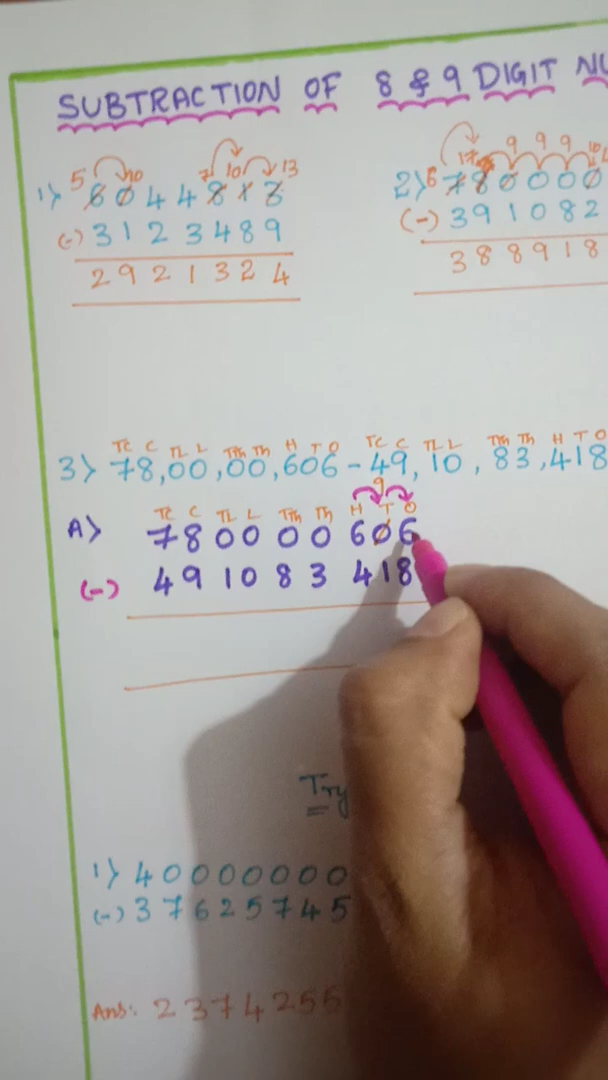 SUBTRACTION OF 8 & 9 DIGIT
1) 5 10 7 10 13
8 0 4 4 8 1 3
(-) 3 1 2 3 4 8 9
2 9 2 1 3 2 4
2) 6 17 9 9 9 10
7 8 0 0 0 0 0
(-) 3 9 1 0 8 2
3 8 8 9 1 8
TC C TL L TTh Th H T O TC C TL L TTh Th H T O
3) 78,00,00,606 - 49,10,83,418
9
TC C TL L TTh Th H T O
A) 7 8 0 0 0 0 6 0 6
(-) 4 9 1 0 8 3 4 1 8
Try
1) 4 0 0 0 0 0 0 0
(-) 3 7 6 2 5 7 4 5
Ans: 2 3 7 4 2 5 5